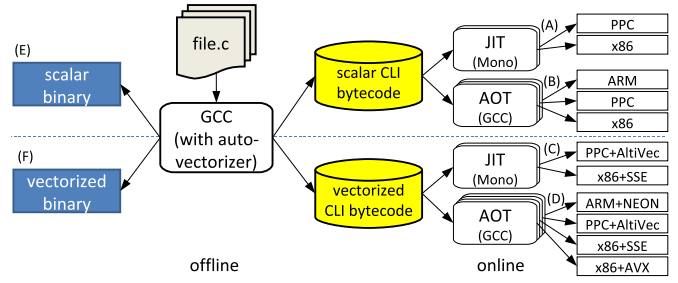 file.c
(E)
scalar
binary
GCC
(with auto-
vectorizer)
(F)
vectorized
binary
scalar CLI
bytecode
vectorized
CLI bytecode
JIT
(Mono)
(A)
PPC
x86
AOT
(GCC)
(B)
ARM
PPC
x86
JIT
(Mono)
(C)
PPC+AltiVec
x86+SSE
AOT
(GCC)
(D)
ARM+NEON
PPC+AltiVec
x86+SSE
x86+AVX
offline
online